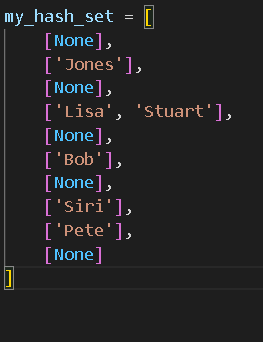 my_hash_set = [
    [None],
    ['Jones'],
    [None],
    ['Lisa', 'Stuart'],
    [None],
    ['Bob'],
    [None],
    ['Siri'],
    ['Pete'],
    [None]
]